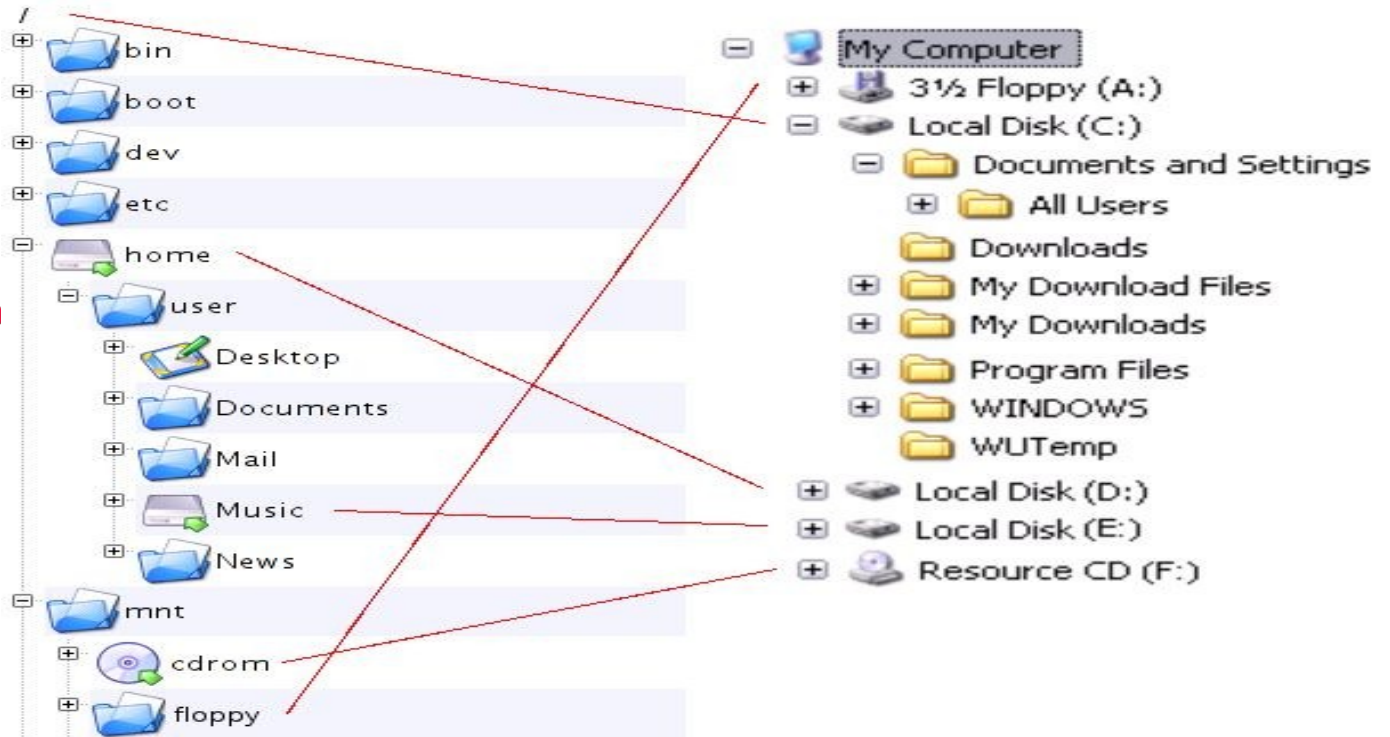 /
bin
boot
dev
etc
home
user
Desktop
Documents
Mail
Music
News
mnt
cdrom
floppy
My Computer
3½ Floppy (A:)
Local Disk (C:)
Documents and Settings
All Users
Downloads
My Download Files
My Downloads
Program Files
WINDOWS
WUTemp
Local Disk (D:)
Local Disk (E:)
Resource CD (F:)